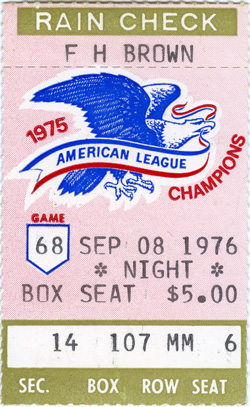 RAIN CHECK
F H BROWN
1975
AMERICAN LEAGUE
CHAMPIONS
GAME
68 SEP 08 1976
* NIGHT *
BOX SEAT $5.00
14 107 MM 6
SEC. BOX ROW SEAT